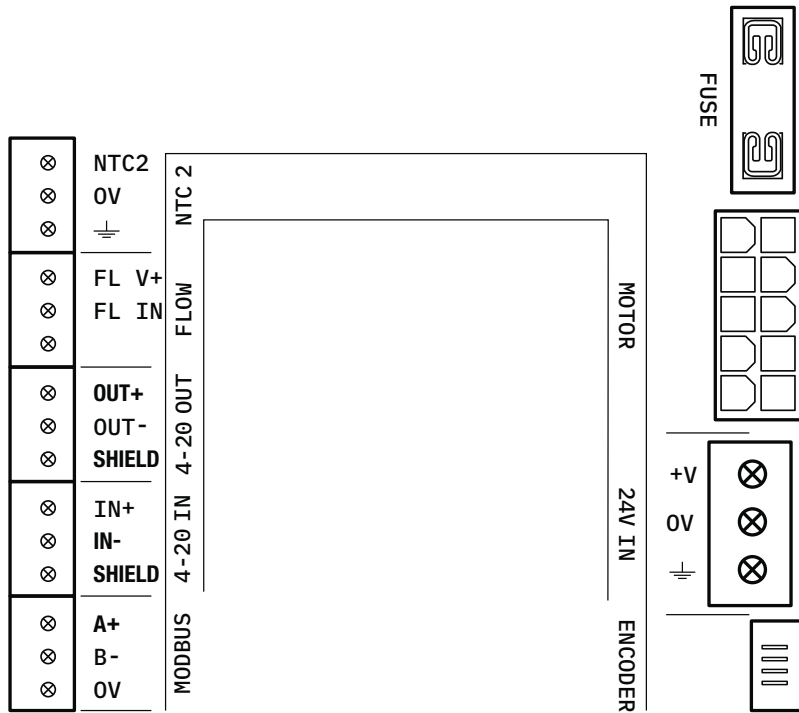 FUSE
NTC2
0V
NTC 2
FL V+
FL IN
FLOW
OUT+
OUT-
SHIELD
4-20 OUT
IN+
IN-
SHIELD
4-20 IN
A+
B-
0V
MODBUS
MOTOR
+V
0V
24V IN
ENCODER